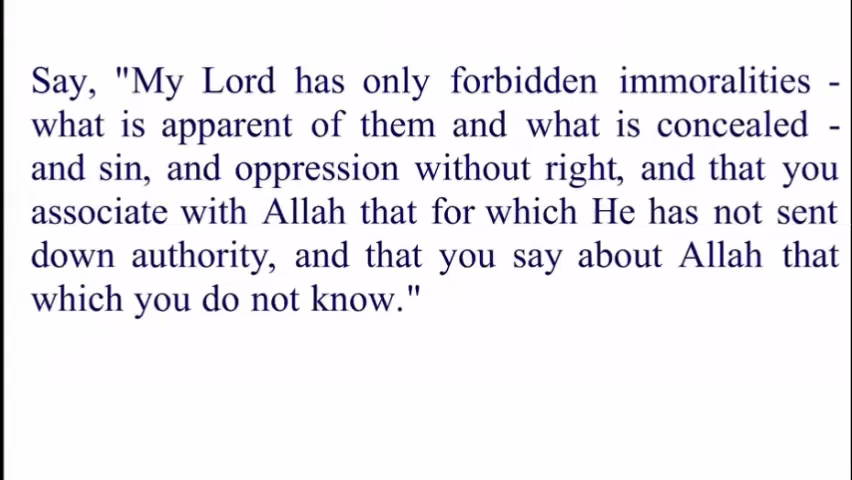 Say, "My Lord has only forbidden immoralities -
what is apparent of them and what is concealed -
and sin, and oppression without right, and that you
associate with Allah that for which He has not sent
down authority, and that you say about Allah that
which you do not know."